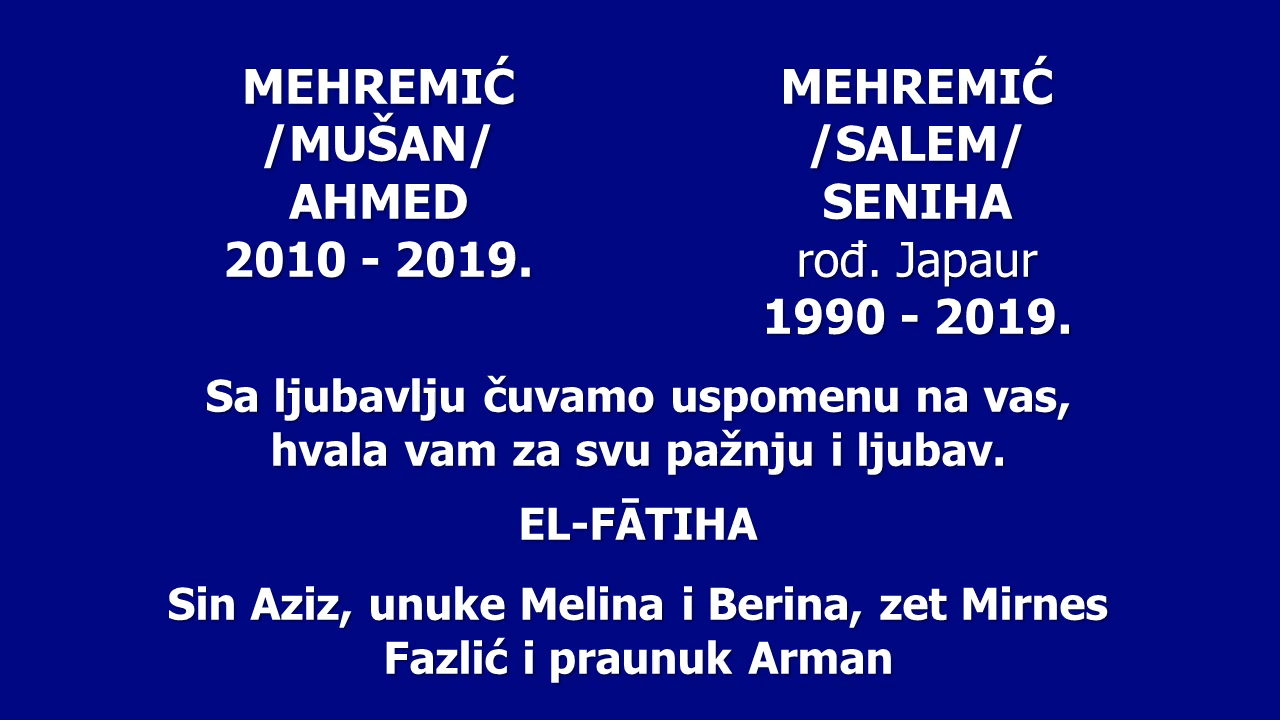 MEHREMIĆ
/MUŠAN/
AHMED
2010 - 2019.
MEHREMIĆ
/SALEM/
SENIHA
rođ. Japaur
1990 - 2019.
Sa ljubavlju čuvamo uspomenu na vas,
hvala vam za svu pažnju i ljubav.
EL-FĀTIHA
Sin Aziz, unuke Melina i Berina, zet Mirnes
Fazlić i praunuk Arman